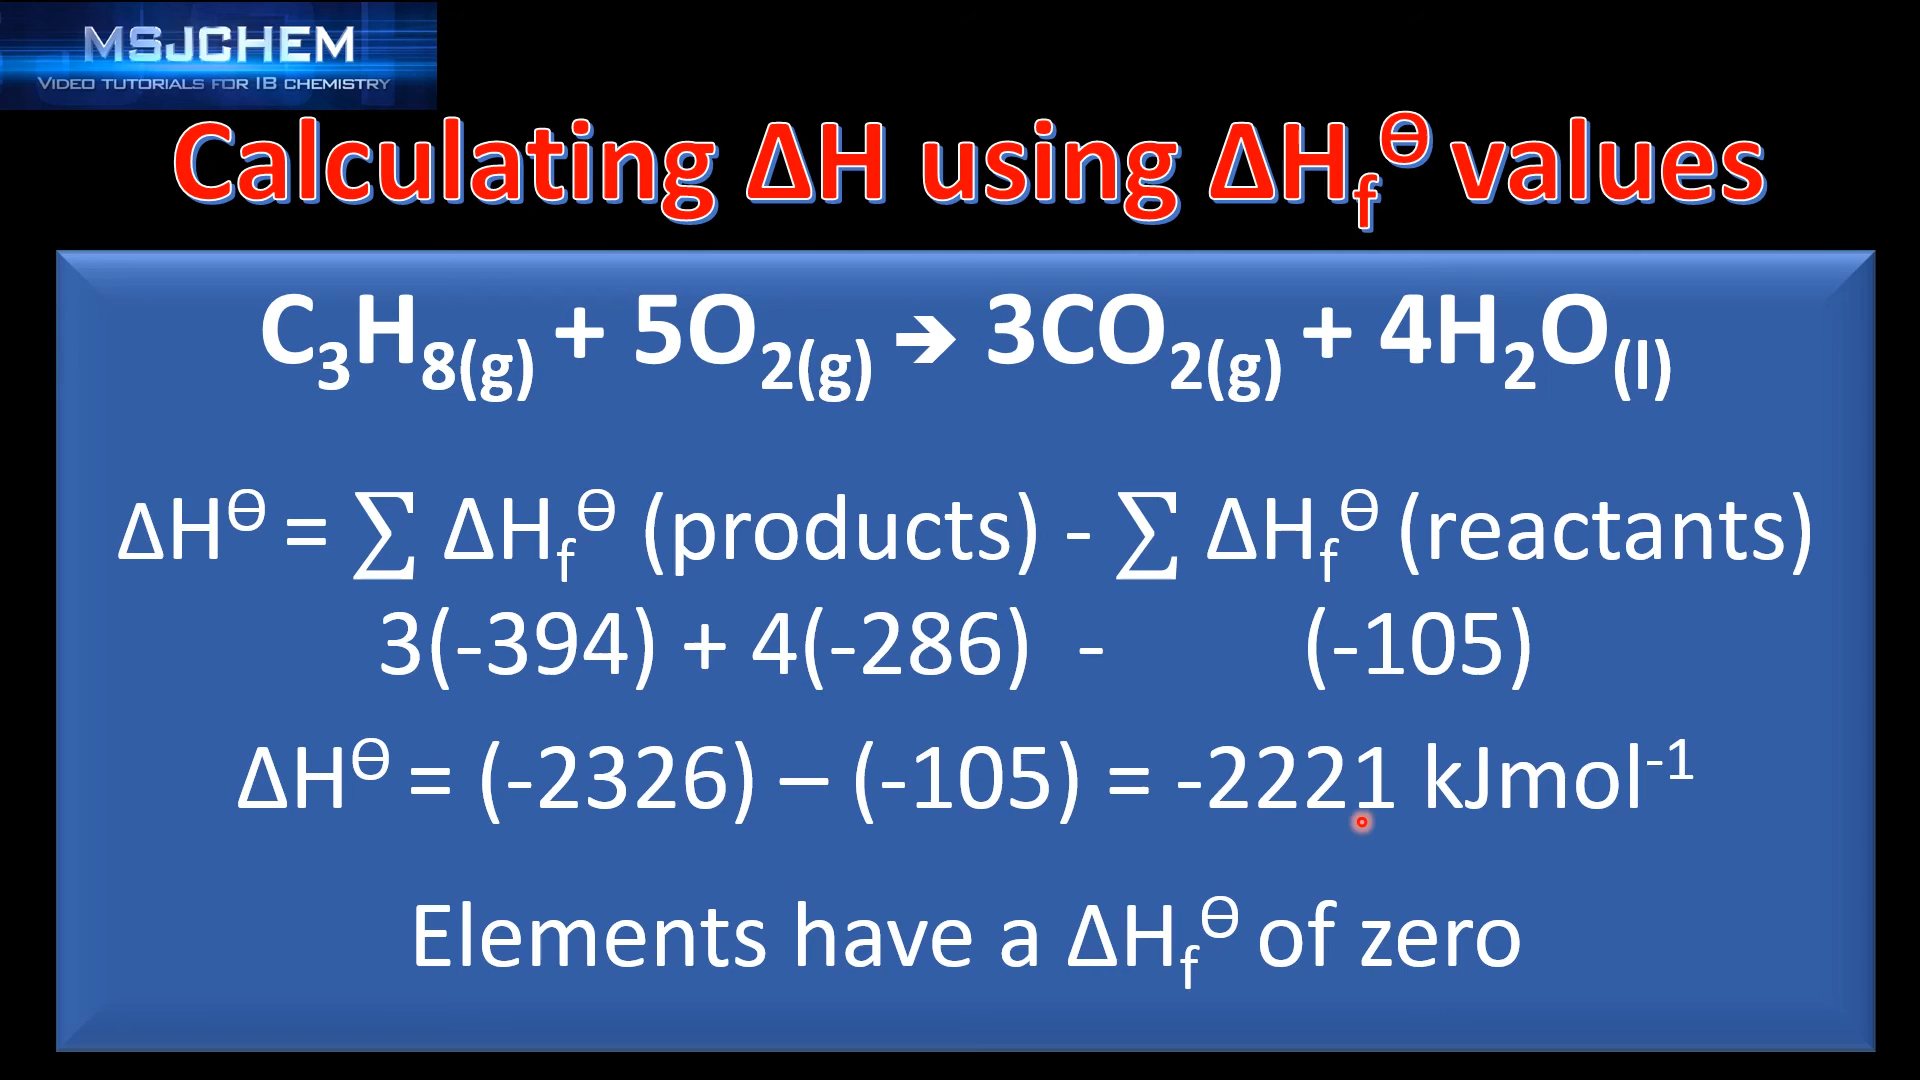 MSJCHEM
VIDEO TUTORIALS FOR IB CHEMISTRY
Calculating ΔH using ΔH_f^Ɵ values
C₃H₈₍g₎ + 5O₂₍g₎ → 3CO₂₍g₎ + 4H₂O₍l₎
ΔH^Ɵ = ∑ ΔH_f^Ɵ (products) - ∑ ΔH_f^Ɵ (reactants)
3(-394) + 4(-286) - (-105)
ΔH^Ɵ = (-2326) – (-105) = -2221 kJmol⁻¹
Elements have a ΔH_f^Ɵ of zero